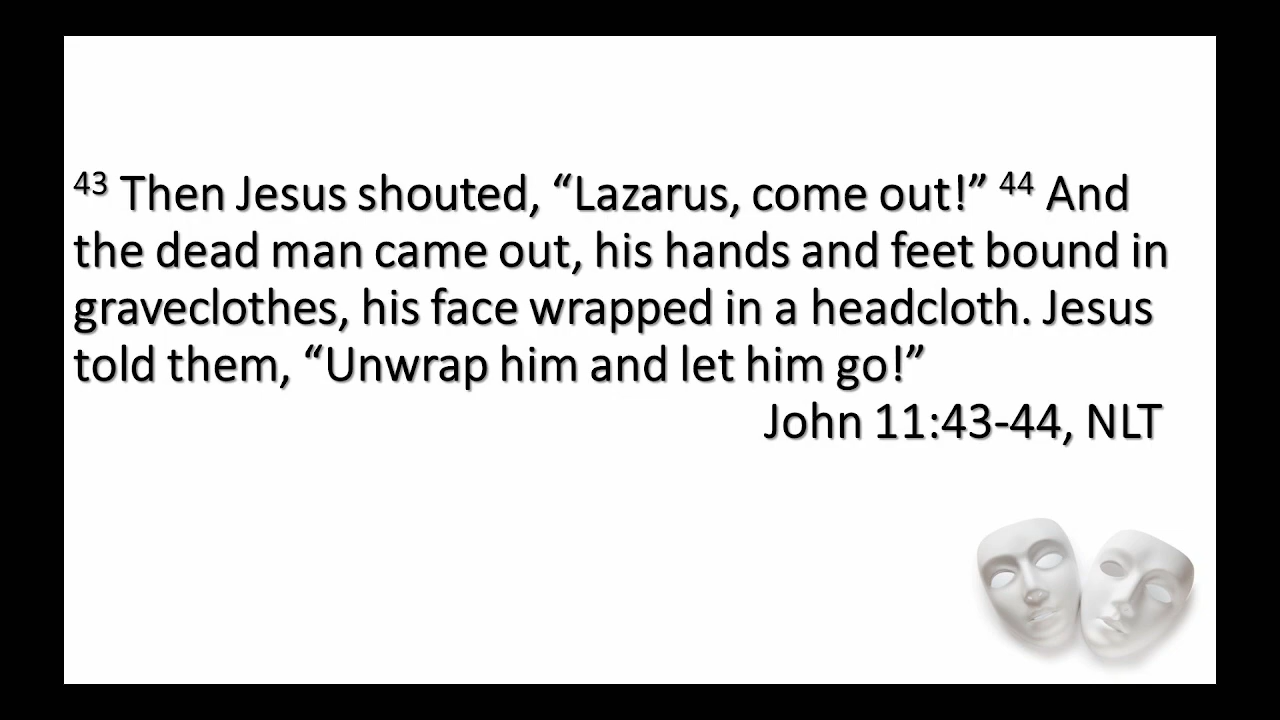 43 Then Jesus shouted, “Lazarus, come out!” 44 And
the dead man came out, his hands and feet bound in
graveclothes, his face wrapped in a headcloth. Jesus
told them, “Unwrap him and let him go!”
John 11:43-44, NLT